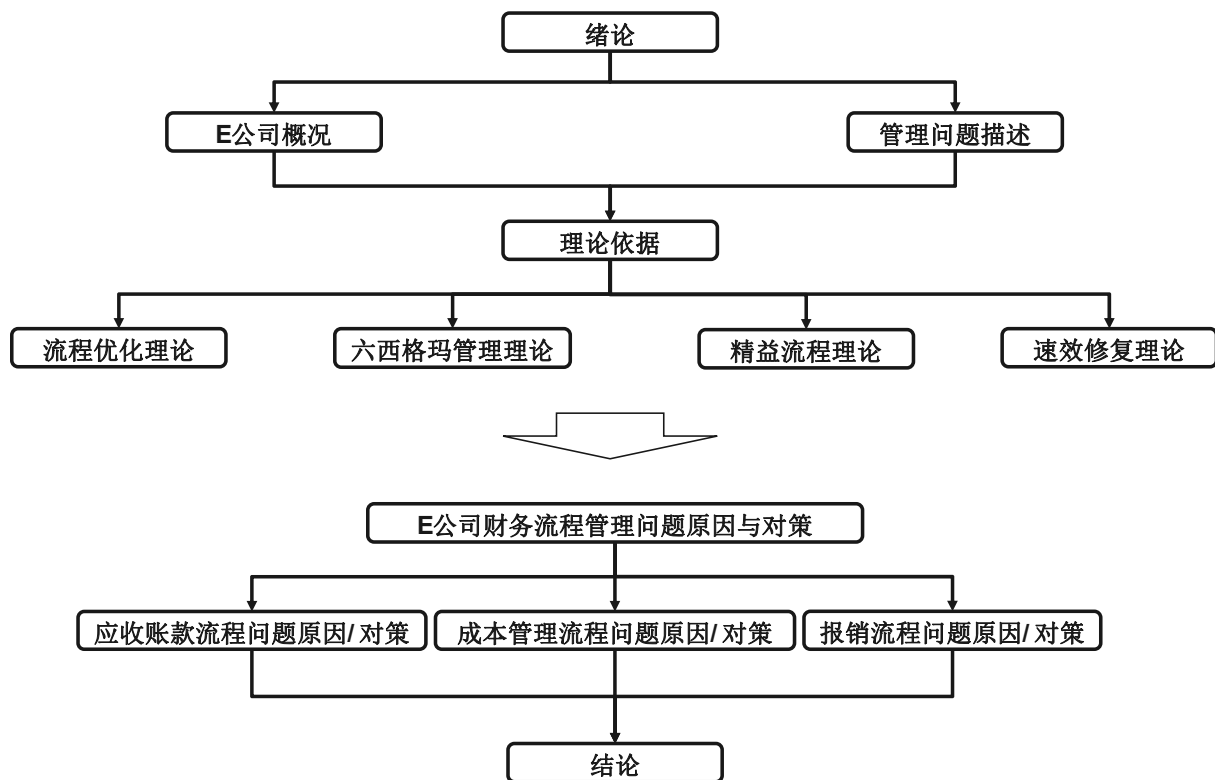 绪论
E公司概况
管理问题描述
理论依据
流程优化理论
六西格玛管理理论
精益流程理论
速效修复理论
E公司财务流程管理问题原因与对策
应收账款流程问题原因/ 对策
成本管理流程问题原因/ 对策
报销流程问题原因/ 对策
结论